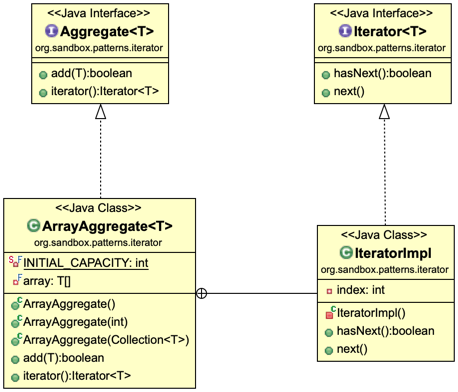 <<Java Interface>>
Aggregate<T>
org.sandbox.patterns.iterator
add(T):boolean
iterator():Iterator<T>
<<Java Interface>>
Iterator<T>
org.sandbox.patterns.iterator
hasNext():boolean
next()
<<Java Class>>
ArrayAggregate<T>
org.sandbox.patterns.iterator
INITIAL_CAPACITY: int
array: T[]
ArrayAggregate()
ArrayAggregate(int)
ArrayAggregate(Collection<T>)
add(T):boolean
iterator():Iterator<T>
<<Java Class>>
IteratorImpl
org.sandbox.patterns.iterator
index: int
IteratorImpl()
hasNext():boolean
next()